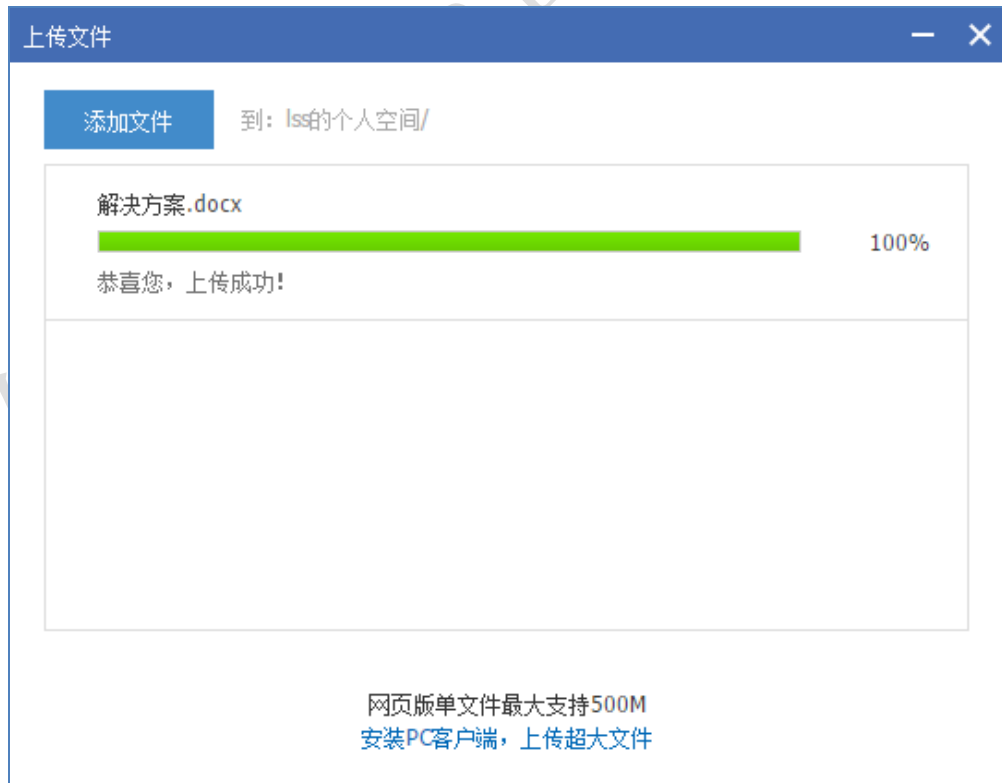 上传文件
添加文件 到：lss的个人空间/
解决方案.docx
100%
恭喜您，上传成功！
网页版单文件最大支持500M
安装PC客户端，上传超大文件